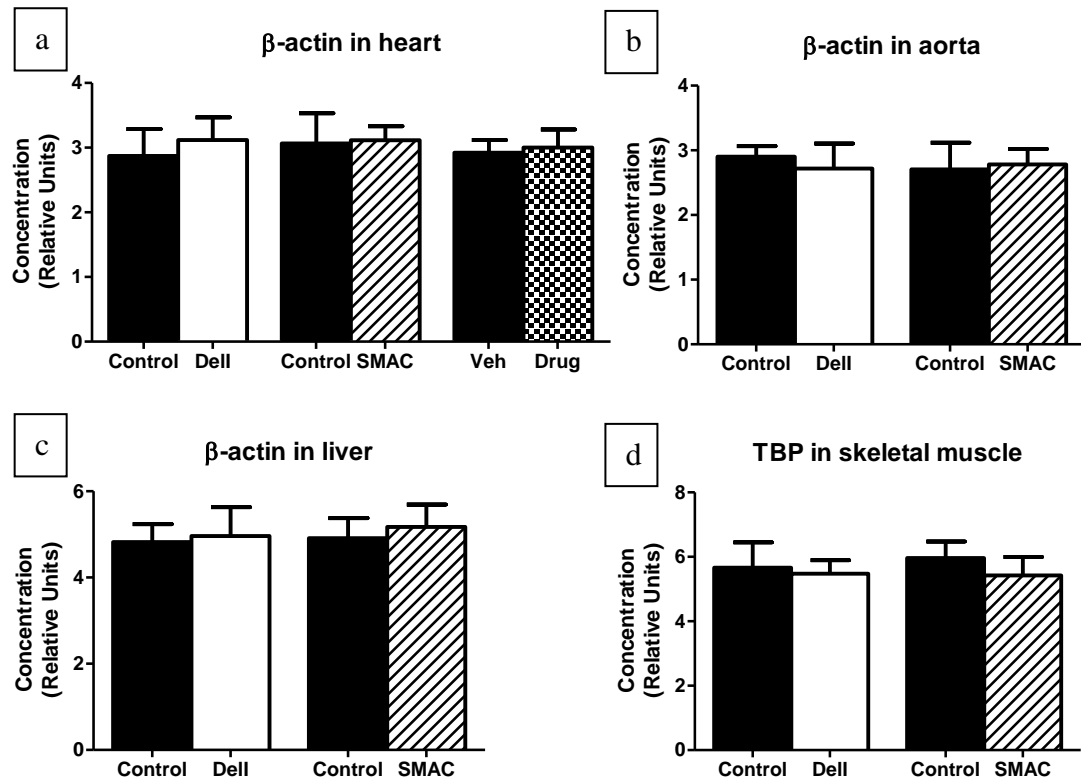 a
β-actin in heart
Concentration
(Relative Units)
4
3
2
1
0
Control Dell Control SMAC Veh Drug
b
β-actin in aorta
Concentration
(Relative Units)
4
3
2
1
0
Control Dell Control SMAC
c
β-actin in liver
Concentration
(Relative Units)
6
4
2
0
Control Dell Control SMAC
d
TBP in skeletal muscle
Concentration
(Relative Units)
8
6
4
2
0
Control Dell Control SMAC